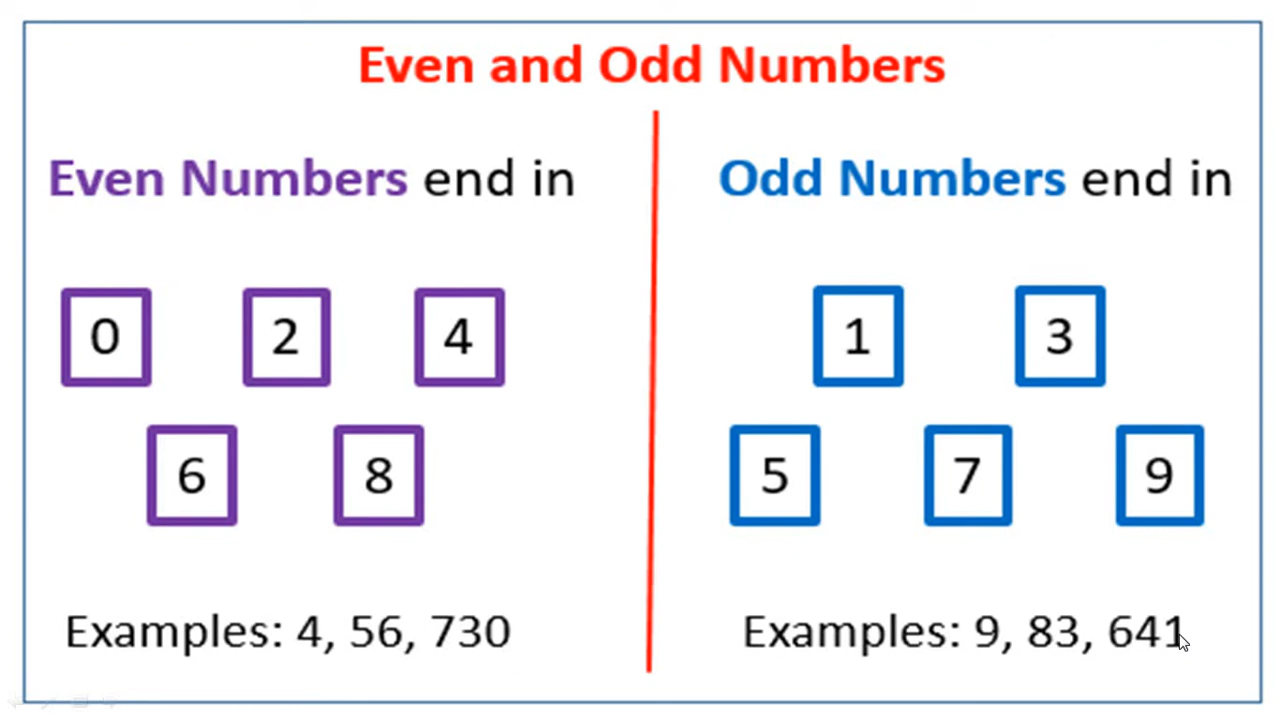 Even and Odd Numbers
Even Numbers end in
0 2 4
6 8
Examples: 4, 56, 730
Odd Numbers end in
1 3
5 7 9
Examples: 9, 83, 641